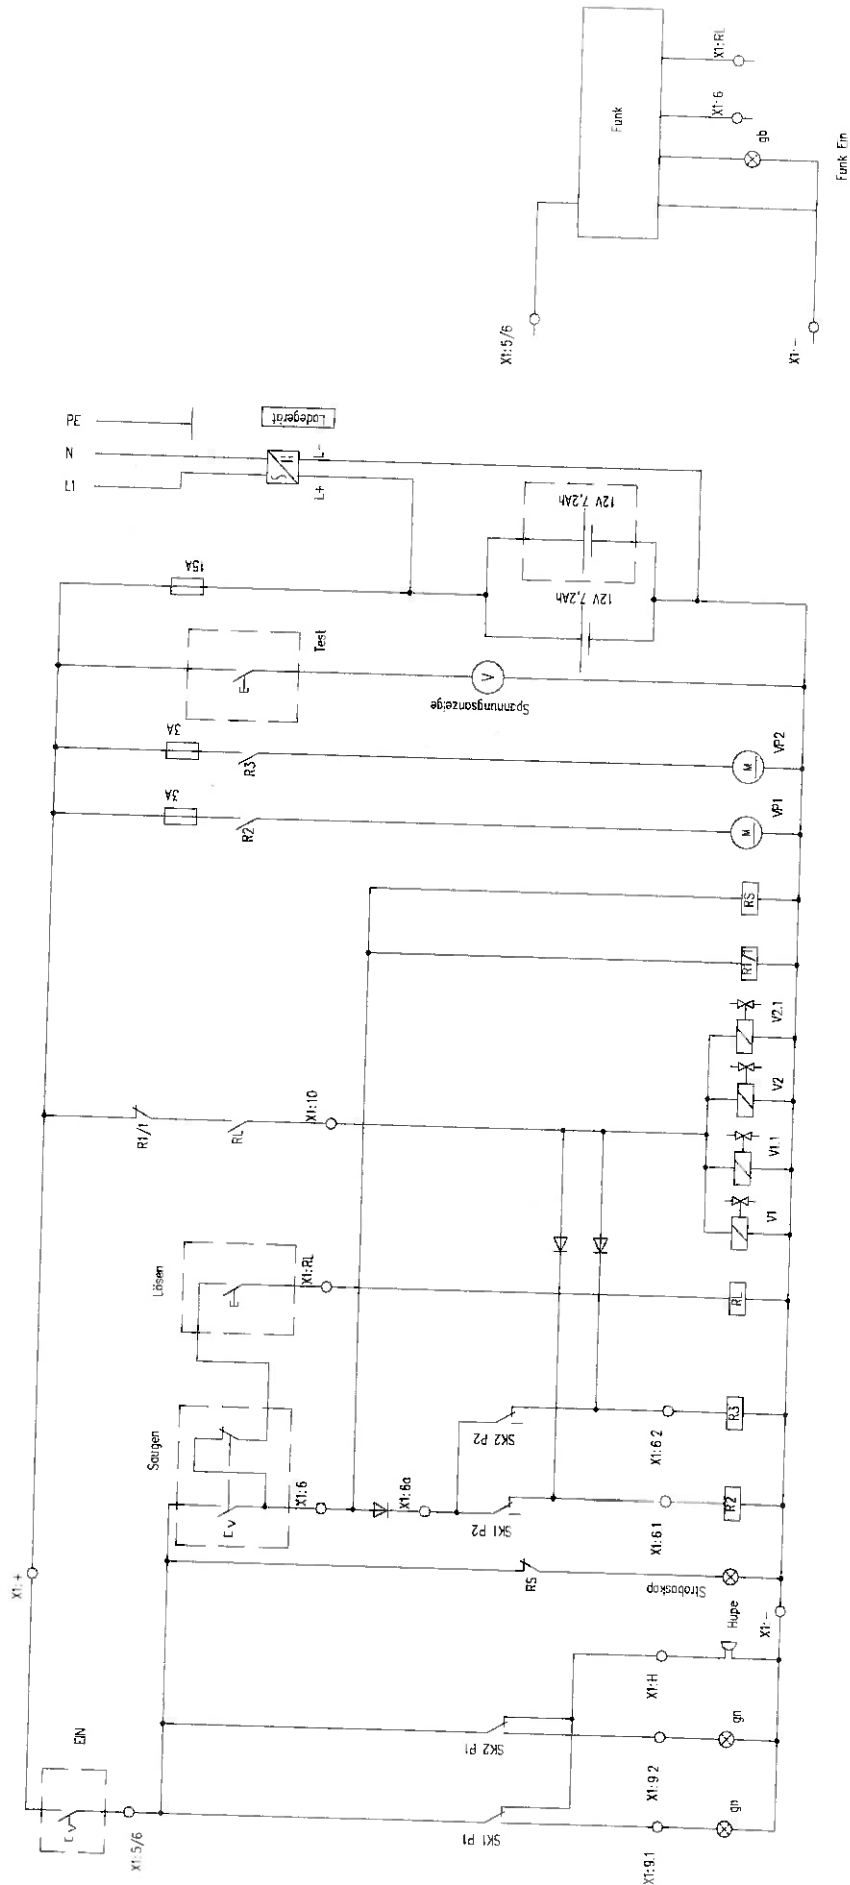 X1:RL
X1:6
Funk
gb
Funk Ein
X1:5/6
X1:-
PE
N
L1
Ladegerät
L-
L+
15A
12V 7,2Ah
12V 7,2Ah
Test
V
Spannungsanzeige
3A
R3
M
VP2
3A
R2
M
VP1
RS
R1/1
V2.1
V2
V1.1
V1
R1/1
RL
X1:10
Lösen
X1:RL
RL
Saugen
X1:6
X1:6a
SK2 P2
X1:6.2
R3
SK1 P2
X1:6.1
R2
RS
Stroboskop
X1:+
X1:-
Hupe
X1:H
EIN
X1:5/6
SK2 P1
X1:9.2
gn
SK1 P1
X1:9.1
gn